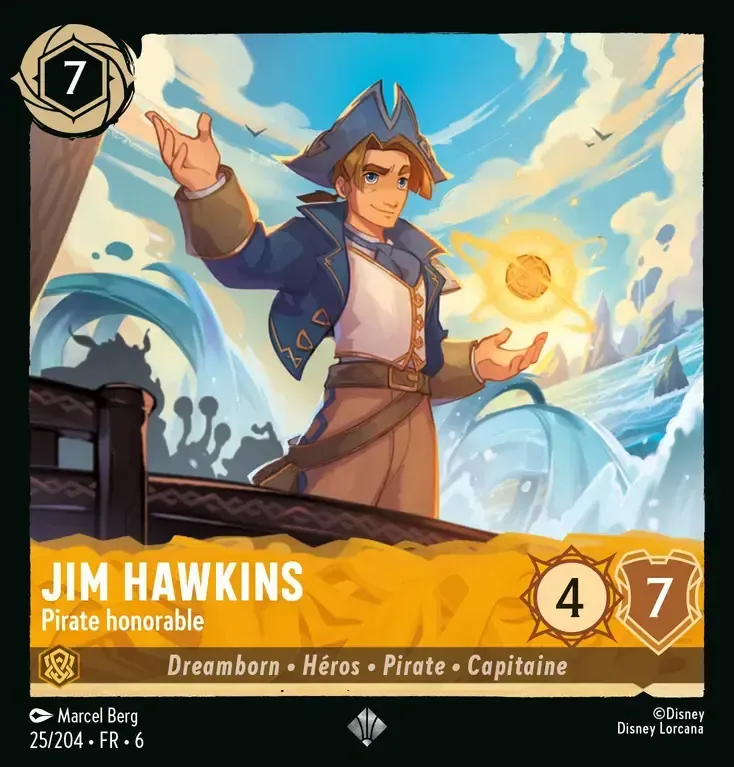 7
JIM HAWKINS
Pirate honorable
4
7
Dreamborn • Héros • Pirate • Capitaine
Marcel Berg
25/204 • FR • 6
©Disney
Disney Lorcana